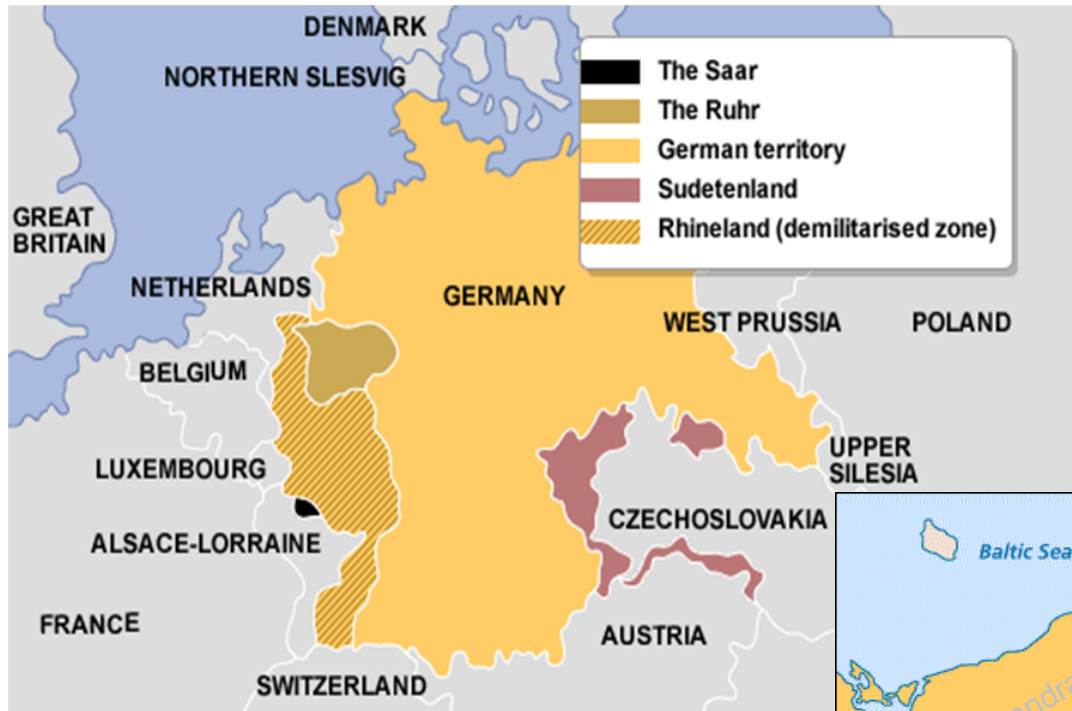 DENMARK
NORTHERN SLESVIG
The Saar
The Ruhr
German territory
Sudetenland
Rhineland (demilitarised zone)
GREAT
BRITAIN
NETHERLANDS
GERMANY
WEST PRUSSIA
POLAND
BELGIUM
LUXEMBOURG
UPPER
SILESIA
CZECHOSLOVAKIA
ALSACE-LORRAINE
Baltic Sea
FRANCE
AUSTRIA
SWITZERLAND